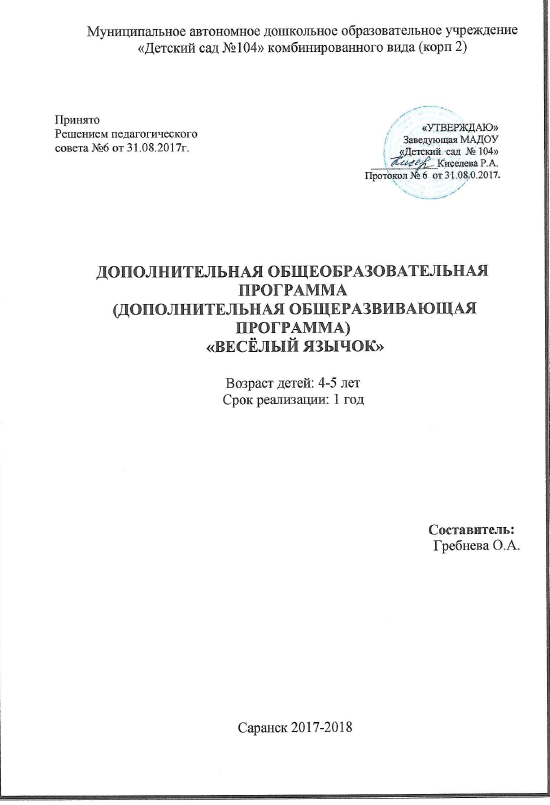 Муниципальное автономное дошкольное образовательное учреждение
«Детский сад №104» комбинированного вида (корп 2)
Принято
Решением педагогического
совета №6 от 31.08.2017г.
«УТВЕРЖДАЮ»
Заведующая МАДОУ
«Детский сад № 104»
Киселева Р.А.
Протокол № 6 от 31.08.0.2017.
ДОПОЛНИТЕЛЬНАЯ ОБЩЕОБРАЗОВАТЕЛЬНАЯ
ПРОГРАММА
(ДОПОЛНИТЕЛЬНАЯ ОБЩЕРАЗВИВАЮЩАЯ
ПРОГРАММА)
«ВЕСЁЛЫЙ ЯЗЫЧОК»
Возраст детей: 4-5 лет
Срок реализации: 1 год
Составитель:
Гребнева О.А.
Саранск 2017-2018